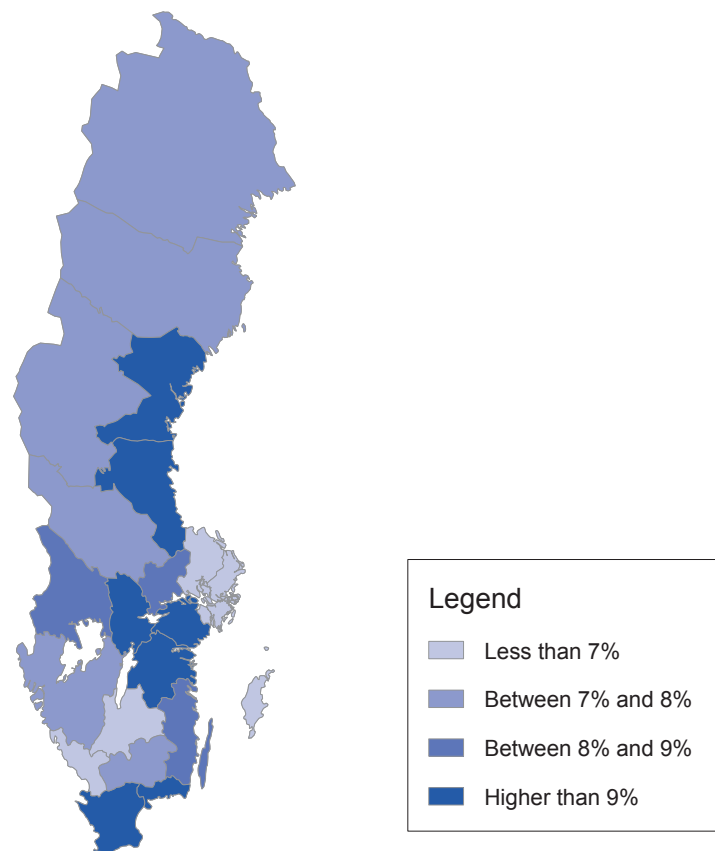 Legend
Less than 7%
Between 7% and 8%
Between 8% and 9%
Higher than 9%